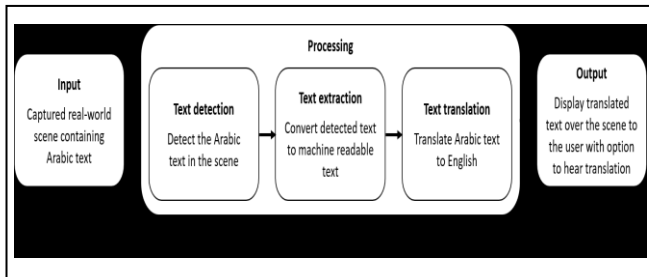 Processing
Input
Captured real-world
scene containing
Arabic text
Text detection
Detect the Arabic
text in the scene
Text extraction
Convert detected text
to machine readable
text
Text translation
Translate Arabic text
to English
Output
Display translated
text over the scene to
the user with option
to hear translation